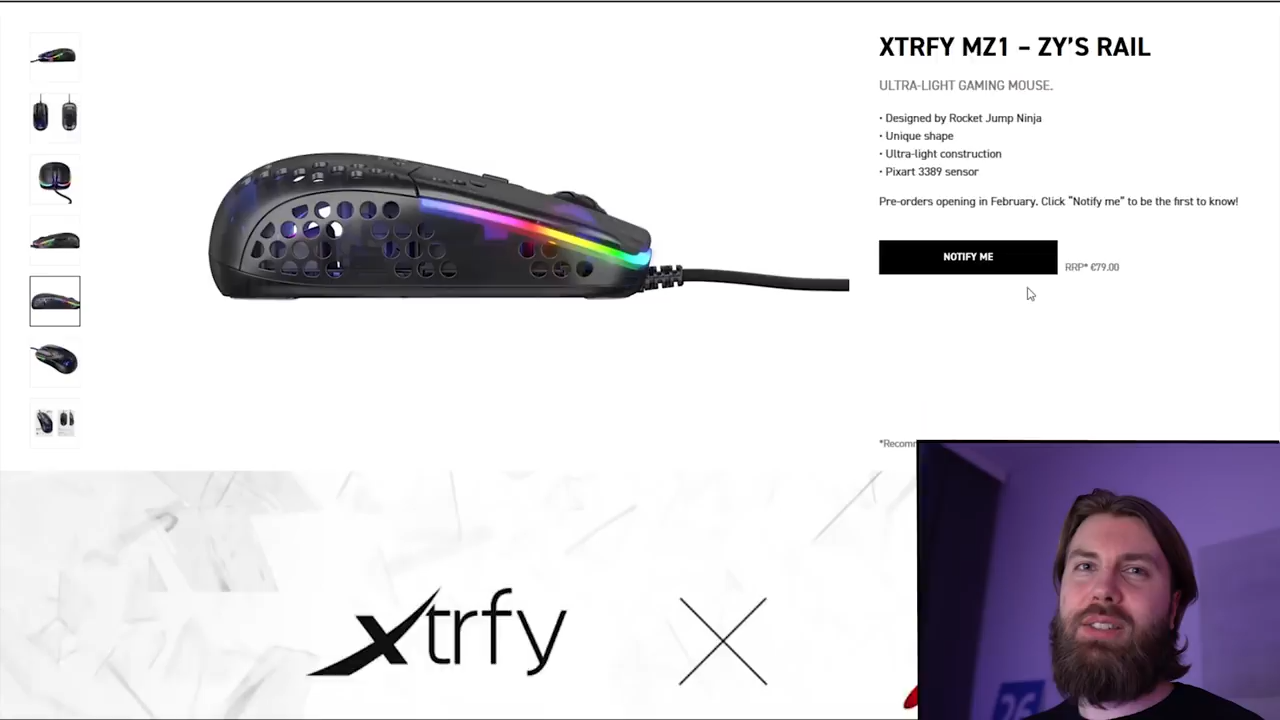 XTRFY MZ1 – ZY’S RAIL
ULTRA-LIGHT GAMING MOUSE.
• Designed by Rocket Jump Ninja
• Unique shape
• Ultra-light construction
• Pixart 3389 sensor
Pre-orders opening in February. Click “Notify me” to be the first to know!
NOTIFY ME
RRP* €79.00
*Recomm
xtrfy